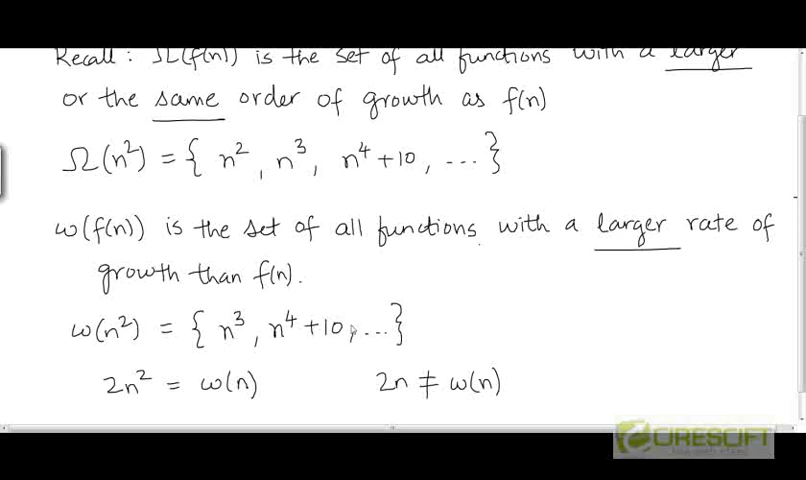 Recall : Ω(f(n)) is the set of all functions with a larger
or the same order of growth as f(n)
Ω(n²) = { n², n³, n⁴+10, ... }
ω(f(n)) is the set of all functions with a larger rate of
growth than f(n).
ω(n²) = { n³, n⁴+10, ... }
2n² = ω(n) 2n ≠ ω(n)